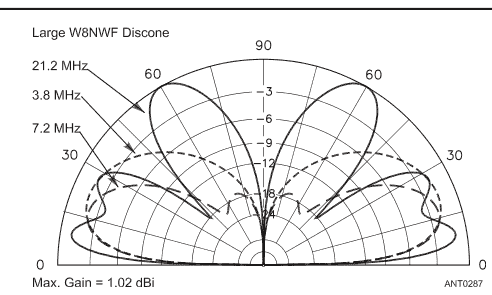 Large W8NWF Discone
90
21.2 MHz
60
60
3.8 MHz
-3
-6
7.2 MHz
-9
30
30
-12
-18
-24
0
0
Max. Gain = 1.02 dBi
ANT0287